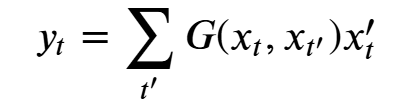 y_t = \sum_{t'} G(x_t, x_{t'})x'_t